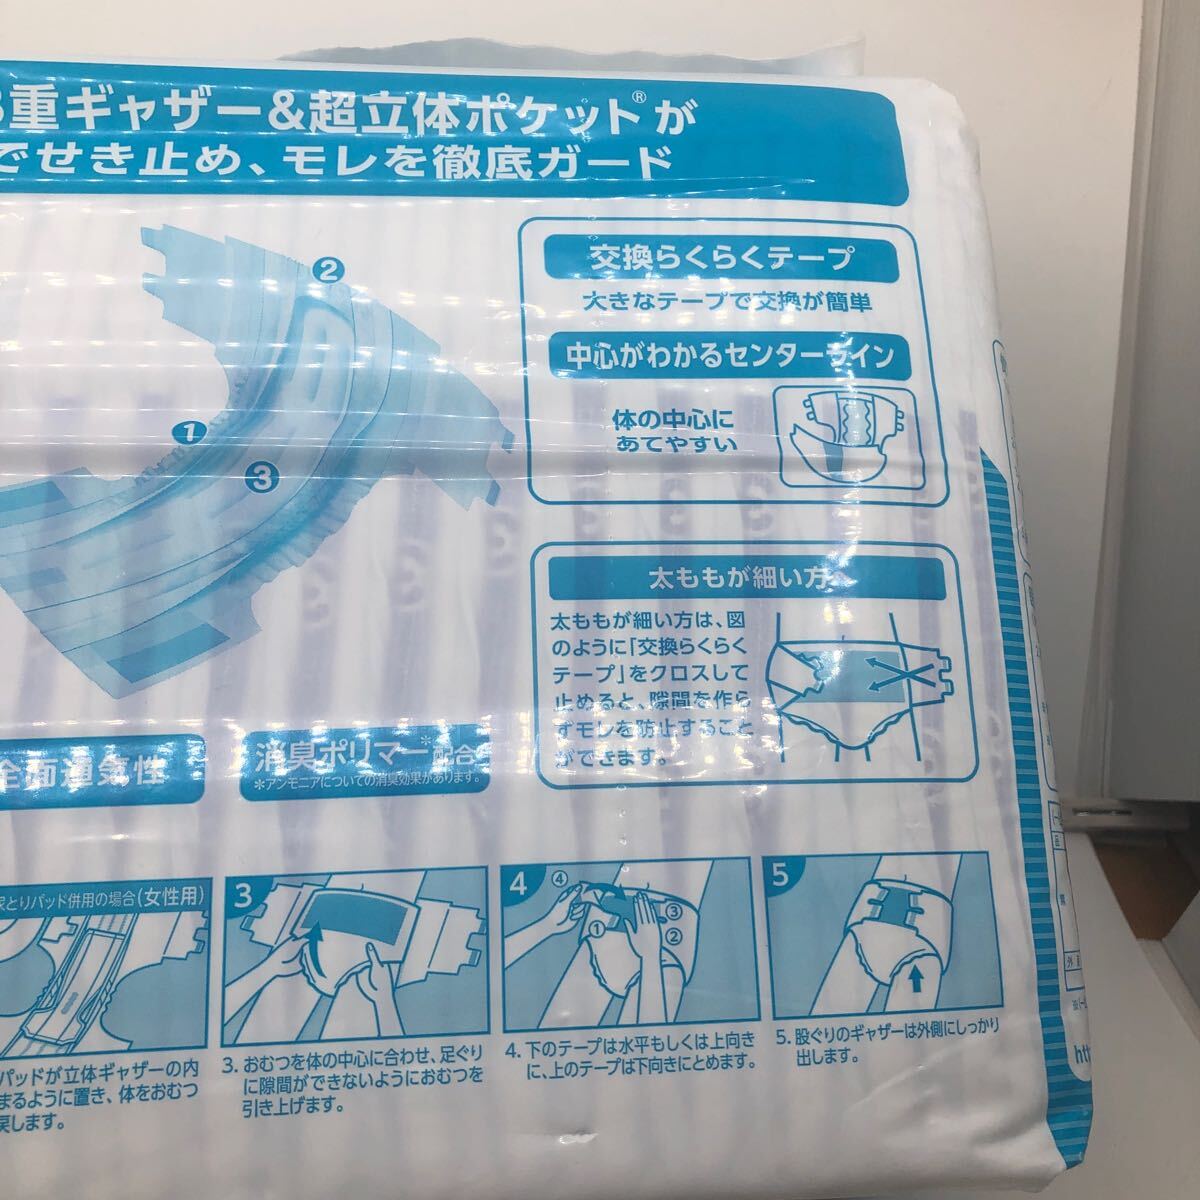 3重ギャザー&超立体ポケット®が
でせき止め、モレを徹底ガード
交換らくらくテープ
大きなテープで交換が簡単
中心がわかるセンターライン
体の中心に
あてやすい
②
①
③
太ももが細い方へ
太ももが細い方は、図
のように「交換らくらく
テープ」をクロスして
止めると、隙間を作ら
ずモレを防止すること
ができます。
全面通気性
消臭ポリマー*配合
*アンモニアについての消臭効果があります。
尿とりパッド併用の場合(女性用)
パッドが立体ギャザーの内
まるように置き、体をおむつ
戻します。
3
3. おむつを体の中心に合わせ、足ぐり
に隙間ができないようにおむつを
引き上げます。
4
④
①
③
②
4. 下のテープは水平もしくは上向き
に、上のテープは下向きにとめます。
5
5. 股ぐりのギャザーは外側にしっかり
出します。
htt